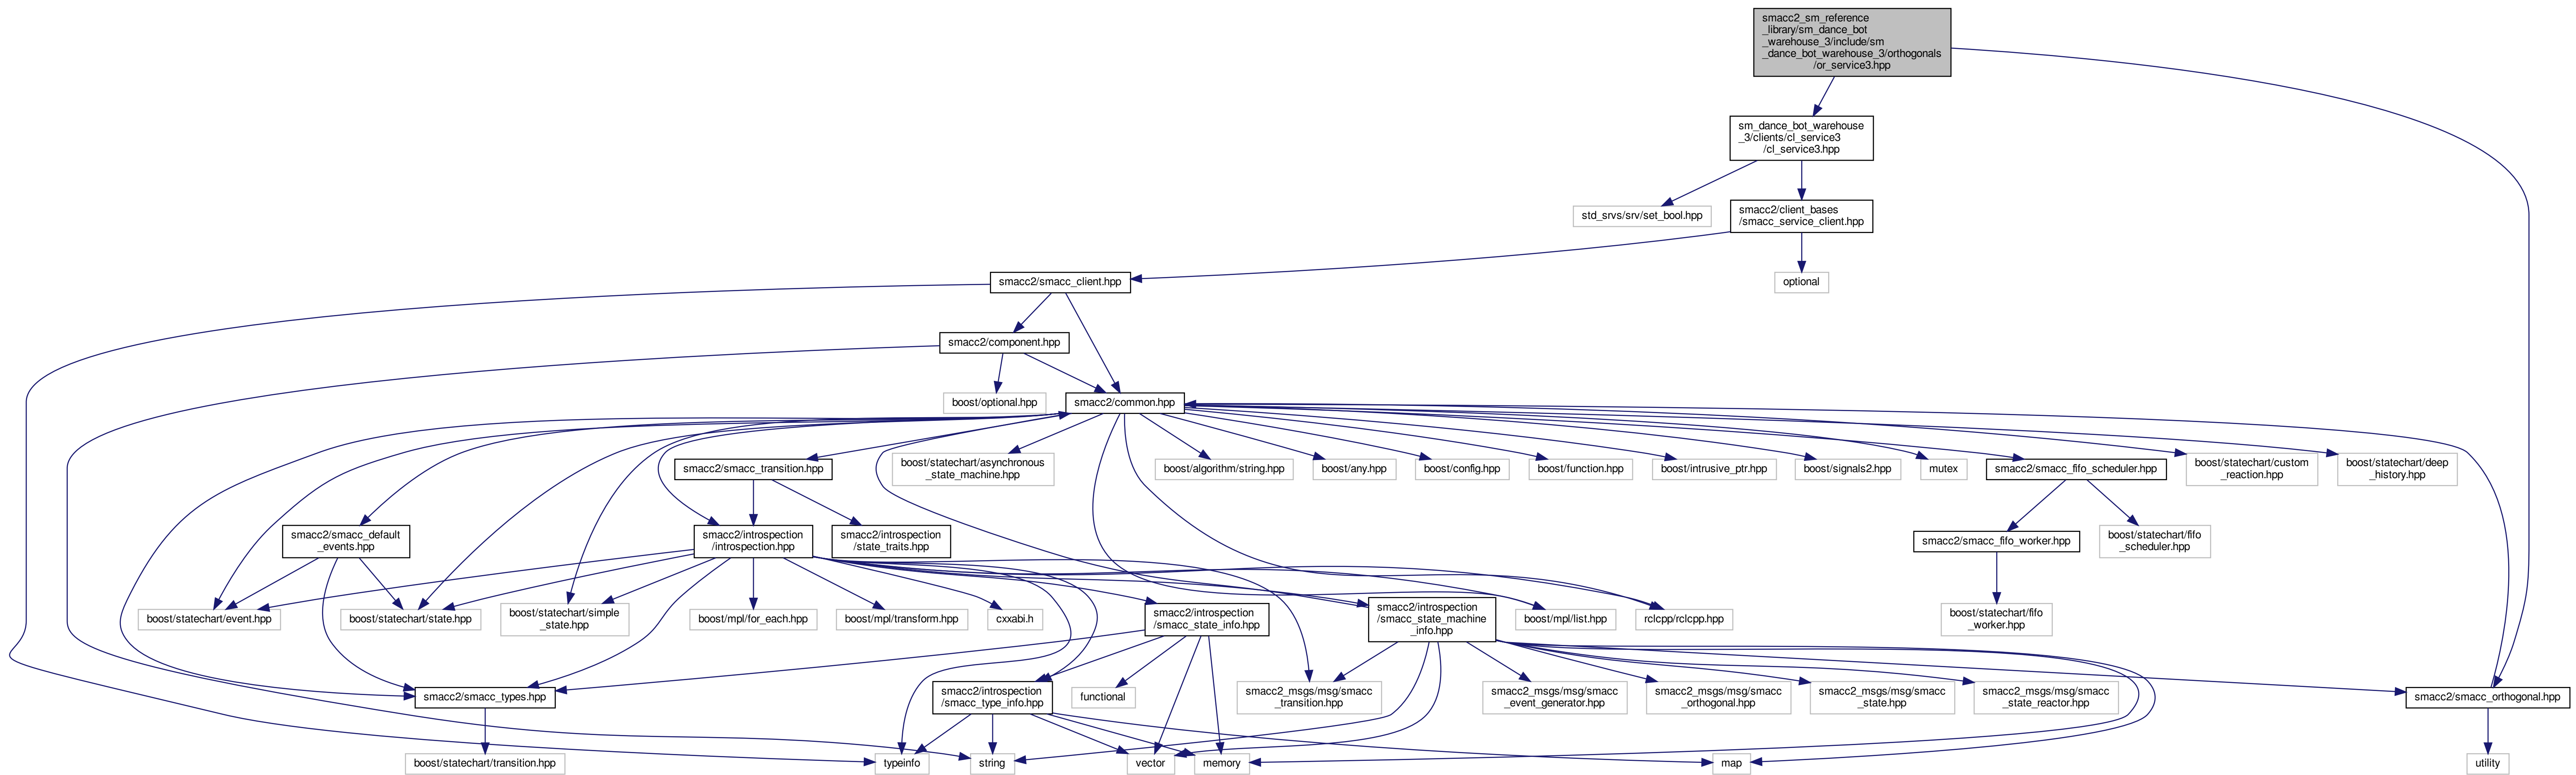 smacc2_sm_reference
_library/sm_dance_bot
_warehouse_3/include/sm
_dance_bot_warehouse_3/orthogonals
/or_service3.hpp
sm_dance_bot_warehouse
_3/clients/cl_service3
/cl_service3.hpp
std_srvs/srv/set_bool.hpp
smacc2/client_bases
/smacc_service_client.hpp
smacc2/smacc_client.hpp
optional
smacc2/component.hpp
boost/optional.hpp
smacc2/common.hpp
smacc2/smacc_transition.hpp
boost/statechart/asynchronous
_state_machine.hpp
boost/algorithm/string.hpp
boost/any.hpp
boost/config.hpp
boost/function.hpp
boost/intrusive_ptr.hpp
boost/signals2.hpp
mutex
smacc2/smacc_fifo_scheduler.hpp
boost/statechart/custom
_reaction.hpp
boost/statechart/deep
_history.hpp
smacc2/smacc_default
_events.hpp
smacc2/introspection
/introspection.hpp
smacc2/introspection
/state_traits.hpp
smacc2/smacc_fifo_worker.hpp
boost/statechart/fifo
_scheduler.hpp
boost/statechart/event.hpp
boost/statechart/state.hpp
boost/statechart/simple
_state.hpp
boost/mpl/for_each.hpp
boost/mpl/transform.hpp
cxxabi.h
smacc2/introspection
/smacc_state_info.hpp
smacc2/introspection
/smacc_state_machine
_info.hpp
boost/mpl/list.hpp
rclcpp/rclcpp.hpp
boost/statechart/fifo
_worker.hpp
smacc2/smacc_types.hpp
smacc2/introspection
/smacc_type_info.hpp
functional
smacc2_msgs/msg/smacc
_transition.hpp
smacc2_msgs/msg/smacc
_event_generator.hpp
smacc2_msgs/msg/smacc
_orthogonal.hpp
smacc2_msgs/msg/smacc
_state.hpp
smacc2_msgs/msg/smacc
_state_reactor.hpp
smacc2/smacc_orthogonal.hpp
boost/statechart/transition.hpp
typeinfo
string
vector
memory
map
utility